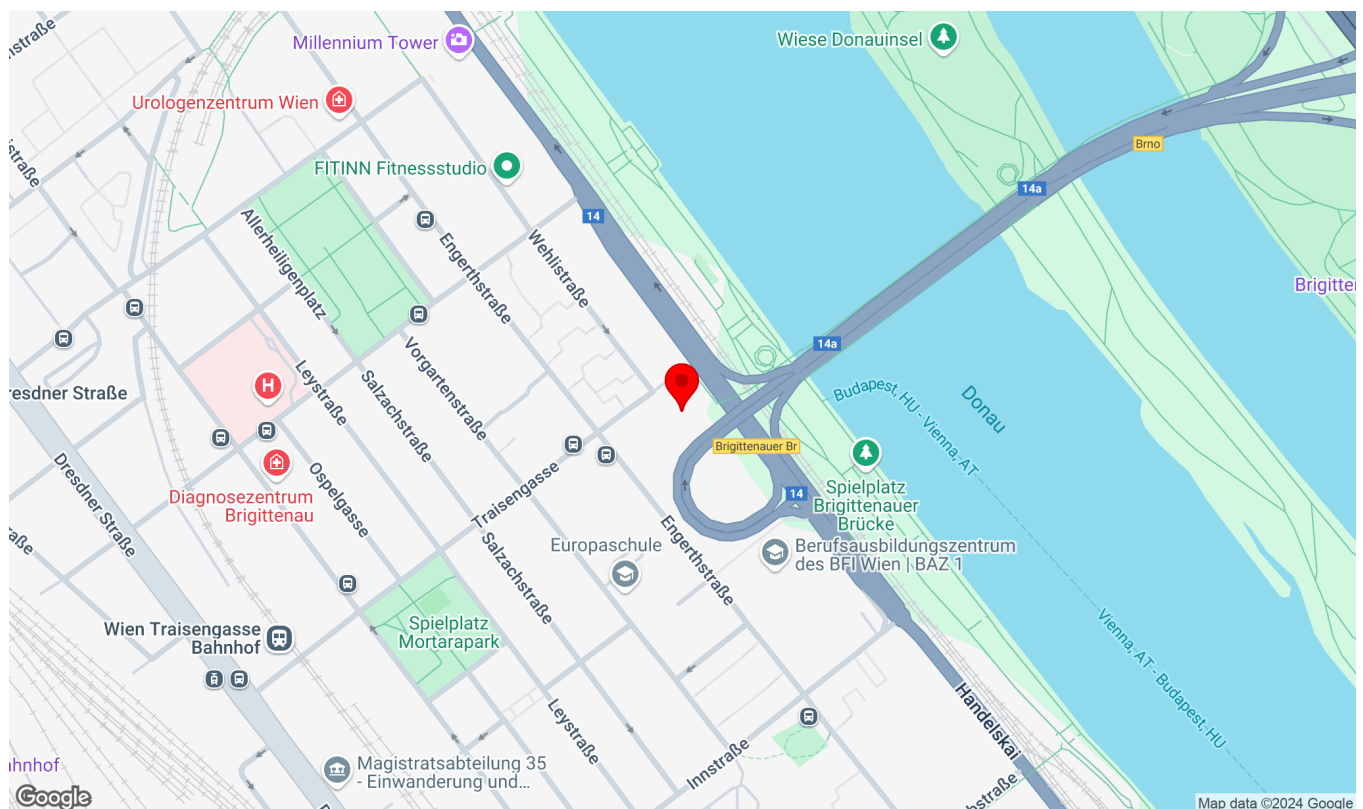 nstraße
Millennium Tower
Wiese Donauinsel
Urologenzentrum Wien
Brno
FITINN Fitnessstudio
14a
14
Allerheiligenplatz
Engerthstraße
Wehlistraße
Brigitten
14a
Vorgartenstraße
Leystraße
Salzachstraße
H
Dresdner Straße
Budapest, HU - Vienna, AT
Donau
Brigittenauer Br
Spielplatz
Brigittenauer
Brücke
14
Traisengasse
Diagnosezentrum
Brigittenau
Ospelgasse
Dresdner Straße
Europaschule
Engerthstraße
Berufsausbildungszentrum
des BFI Wien | BAZ 1
Salzachstraße
Spielplatz
Mortarapark
Wien Traisengasse
Bahnhof
Vienna, AT - Budapest, HU
Handelskai
Leystraße
Innstraße
Magistratsabteilung 35
- Einwanderung und...
Google
Map data ©2024 Google